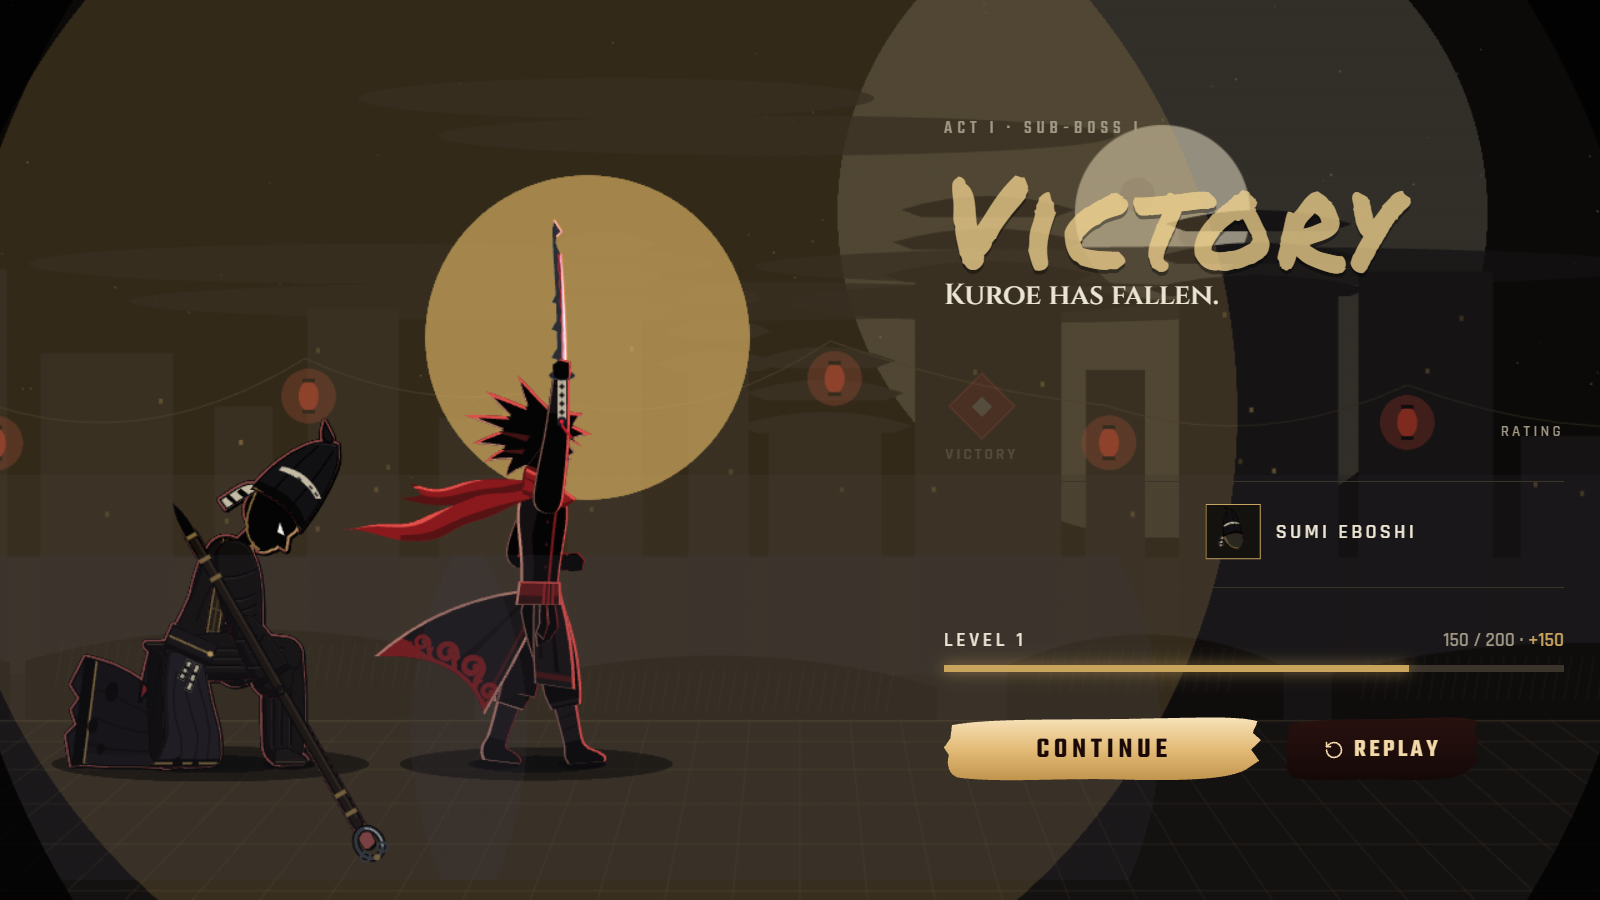 ACT I · SUB-BOSS I
VICTORY
KUROE HAS FALLEN.
VICTORY
RATING
SUMI EBOSHI
LEVEL 1
150 / 200 · +150
CONTINUE
REPLAY